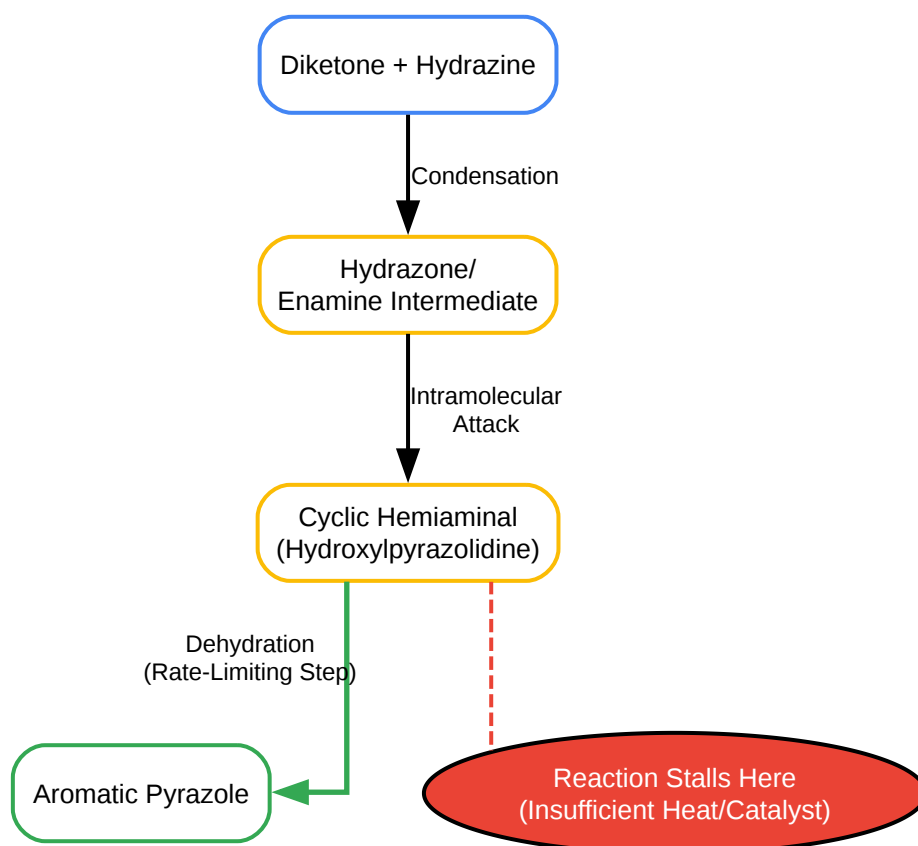 Diketone + Hydrazine
Condensation
Hydrazone/
Enamine Intermediate
Intramolecular
Attack
Cyclic Hemiaminal
(Hydroxylpyrazolidine)
Dehydration
(Rate-Limiting Step)
Aromatic Pyrazole
Reaction Stalls Here
(Insufficient Heat/Catalyst)